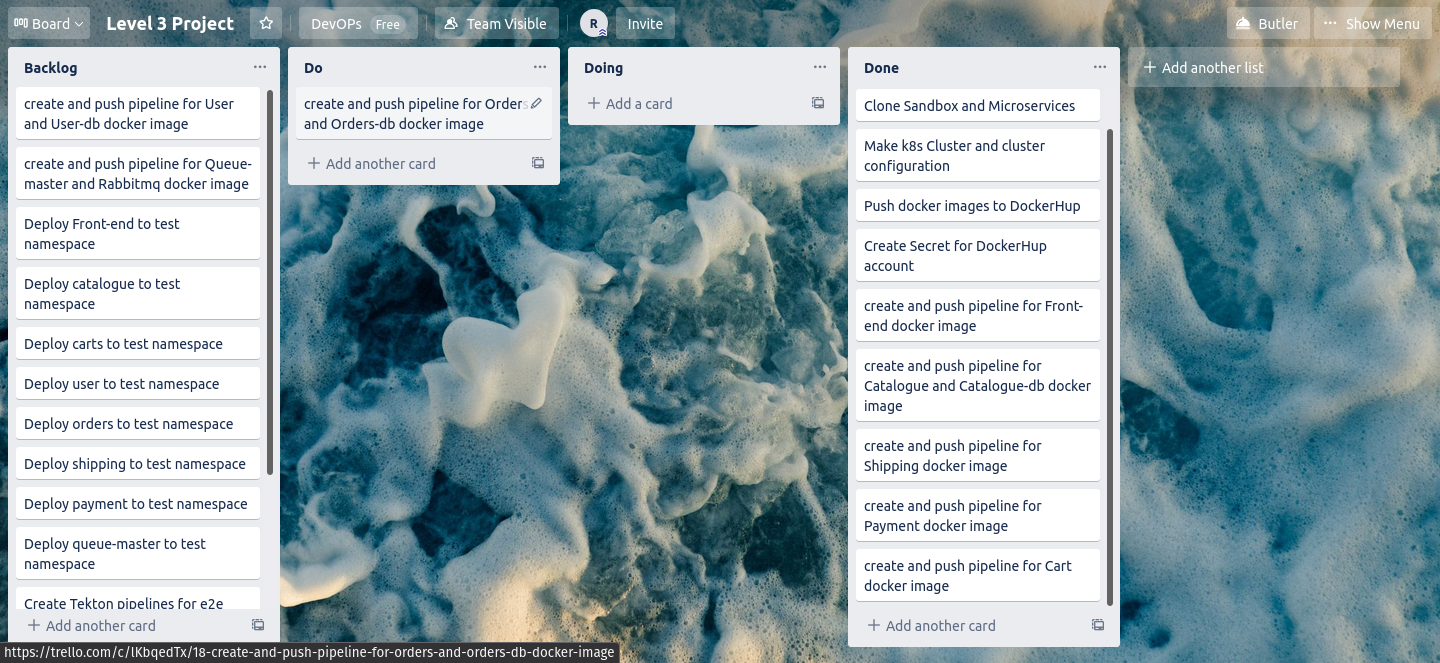 Board
Level 3 Project
DevOPs Free
Team Visible
R
Invite
Butler
... Show Menu
Backlog
create and push pipeline for User
and User-db docker image
create and push pipeline for Queue-
master and Rabbitmq docker image
Deploy Front-end to test
namespace
Deploy catalogue to test
namespace
Deploy carts to test namespace
Deploy user to test namespace
Deploy orders to test namespace
Deploy shipping to test namespace
Deploy payment to test namespace
Deploy queue-master to test
namespace
Create Tekton pipelines for e2e
+ Add another card
Do
create and push pipeline for Orders
and Orders-db docker image
+ Add another card
Doing
+ Add a card
Done
Clone Sandbox and Microservices
Make k8s Cluster and cluster
configuration
Push docker images to DockerHup
Create Secret for DockerHup
account
create and push pipeline for Front-
end docker image
create and push pipeline for
Catalogue and Catalogue-db docker
image
create and push pipeline for
Shipping docker image
create and push pipeline for
Payment docker image
create and push pipeline for Cart
docker image
+ Add another card
+ Add another list
https://trello.com/c/lKbqedTx/18-create-and-push-pipeline-for-orders-and-orders-db-docker-image